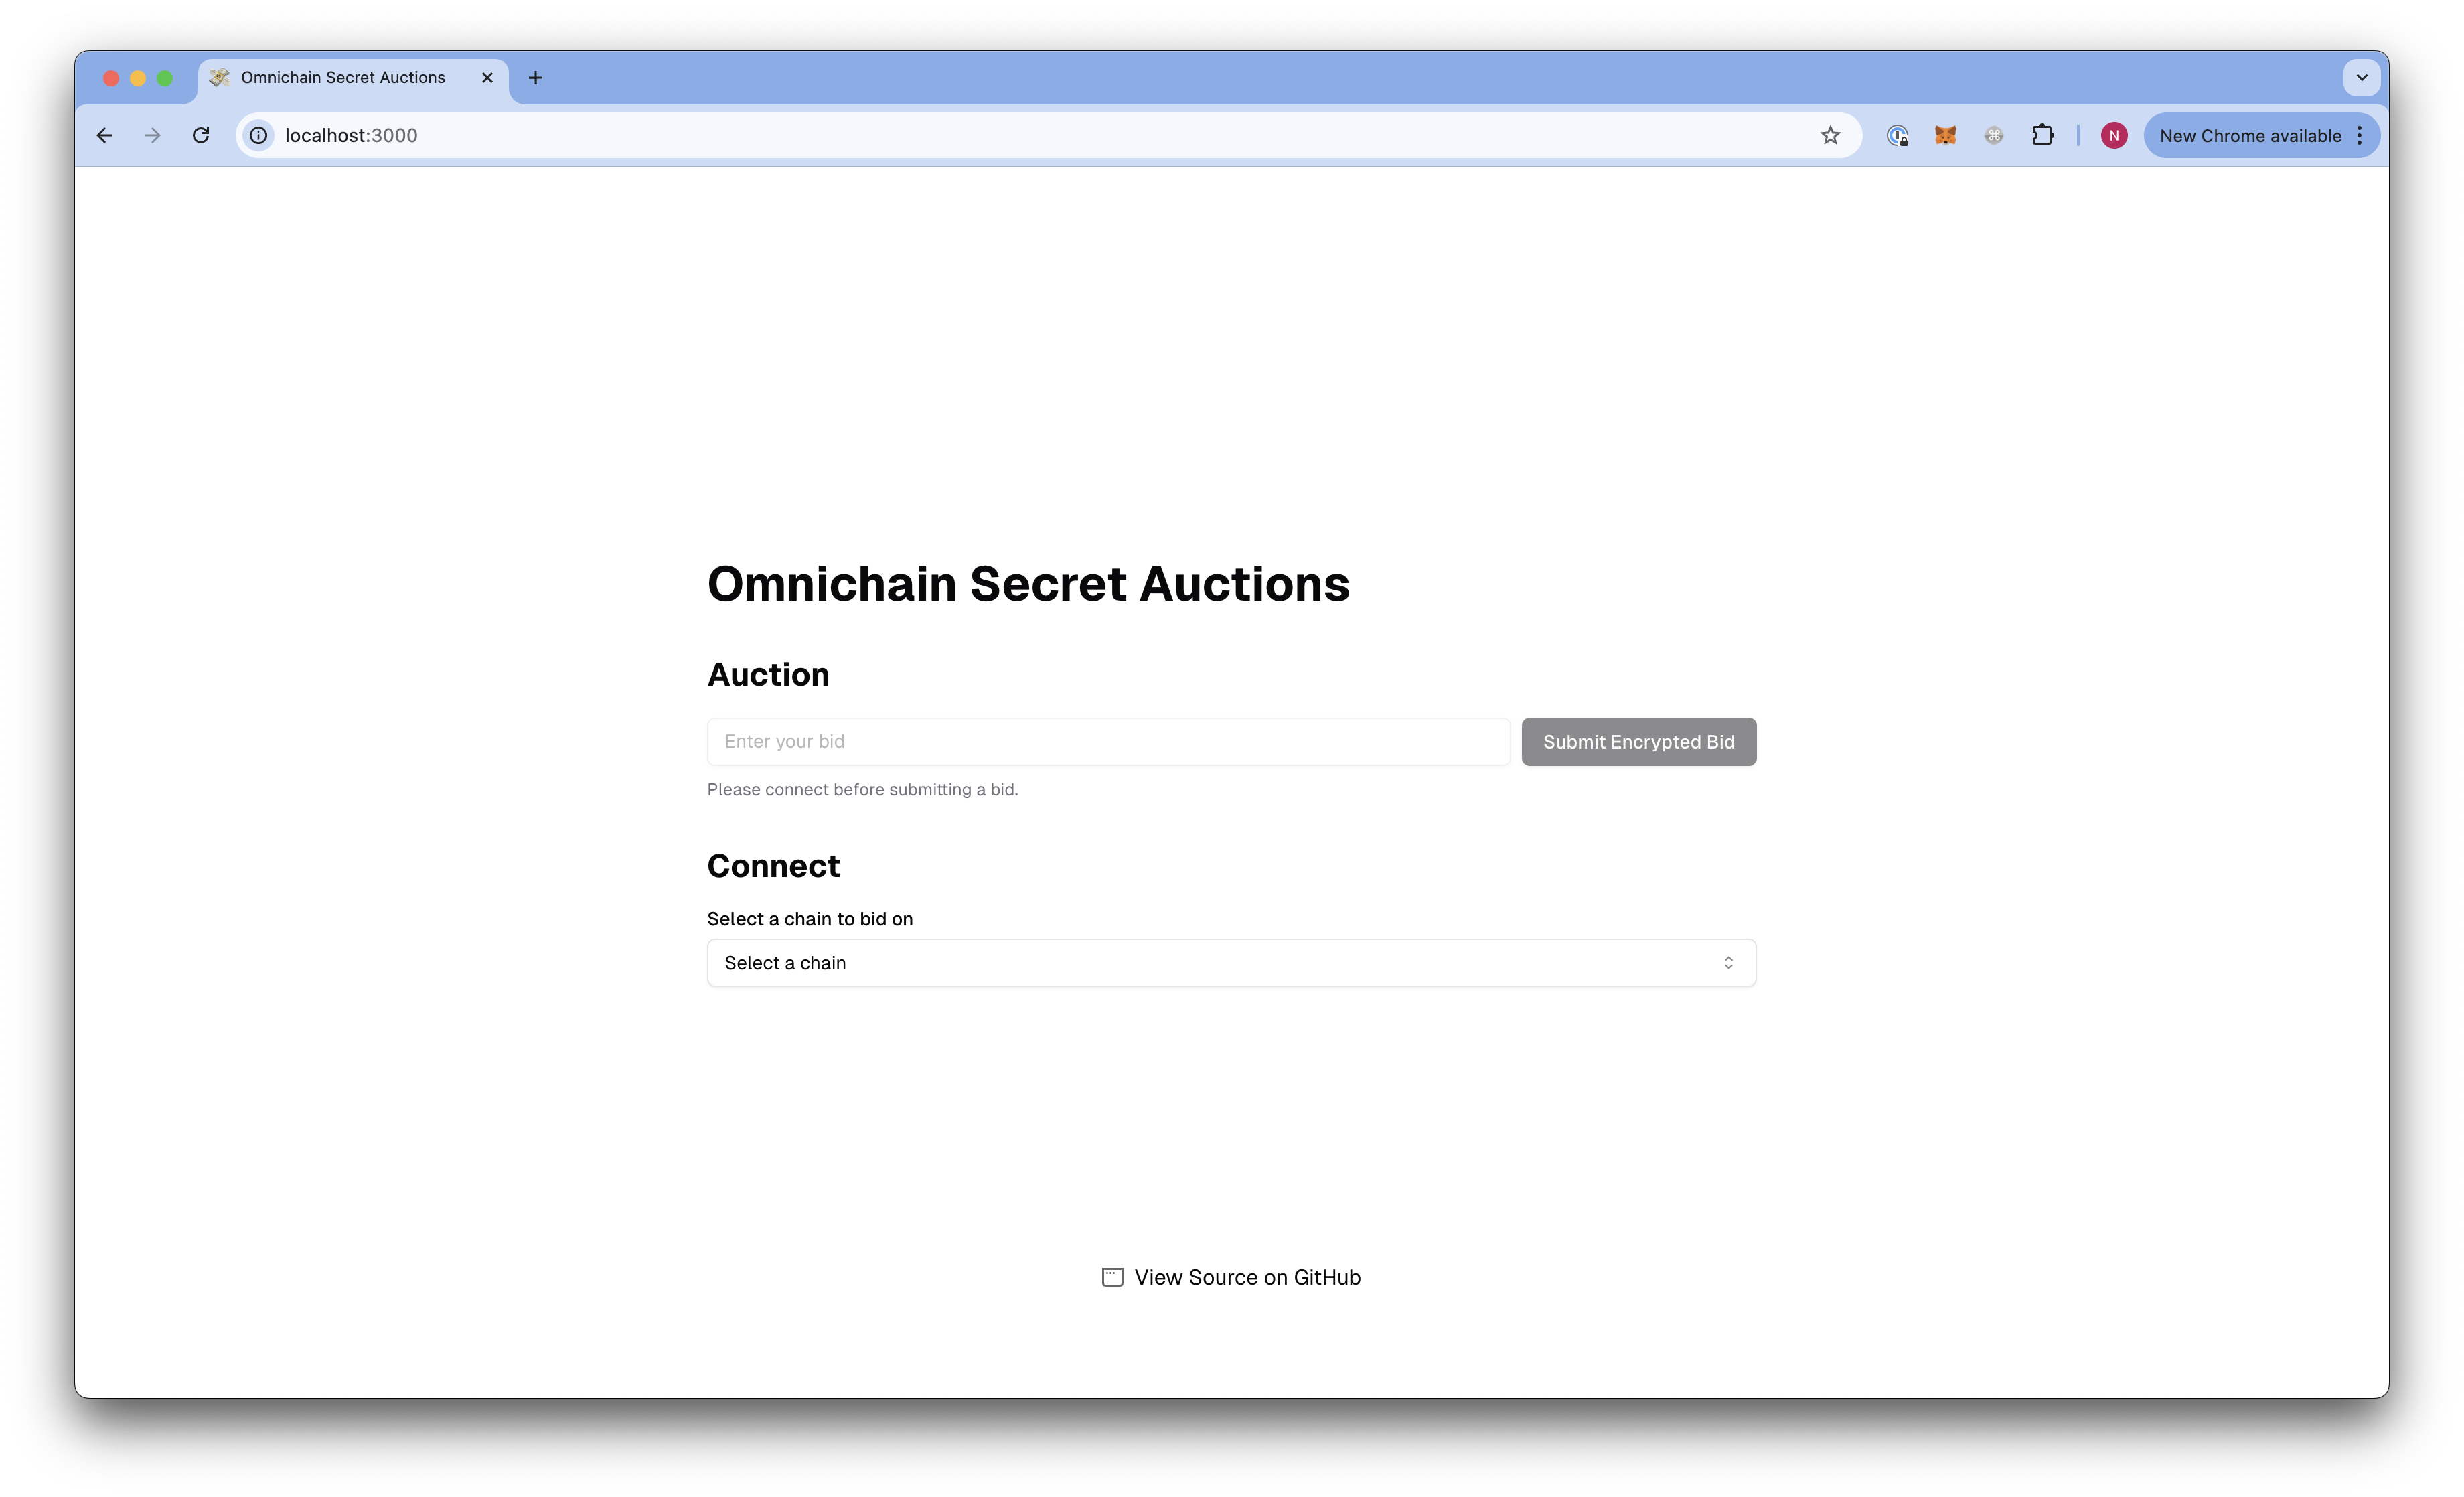 Omnichain Secret Auctions
localhost:3000
N
New Chrome available
Omnichain Secret Auctions
Auction
Enter your bid
Submit Encrypted Bid
Please connect before submitting a bid.
Connect
Select a chain to bid on
Select a chain
View Source on GitHub